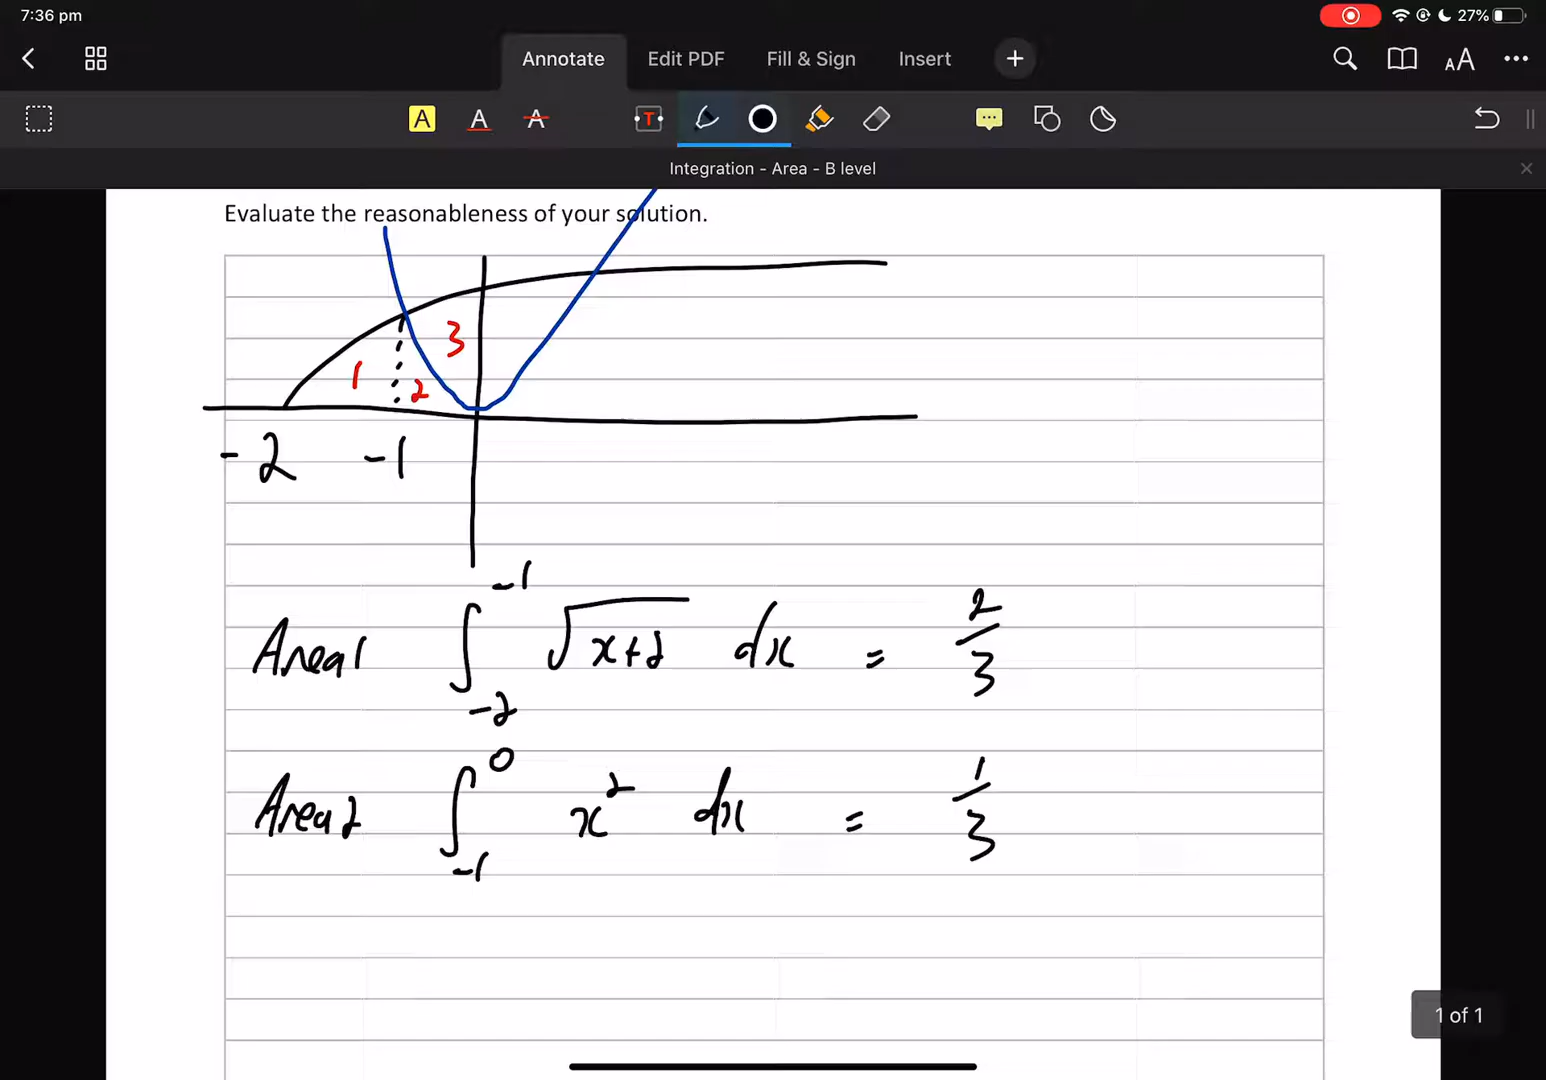 7:36 pm
27%
Annotate Edit PDF Fill & Sign Insert +
A A A T AA
Integration - Area - B level
Evaluate the reasonableness of your solution.
3
1
2
-2 -1
Area 1 ∫_{-2}^{-1} √(x+2) dx = 2/3
Area 2 ∫_{-1}^{0} x² dx = 1/3
1 of 1